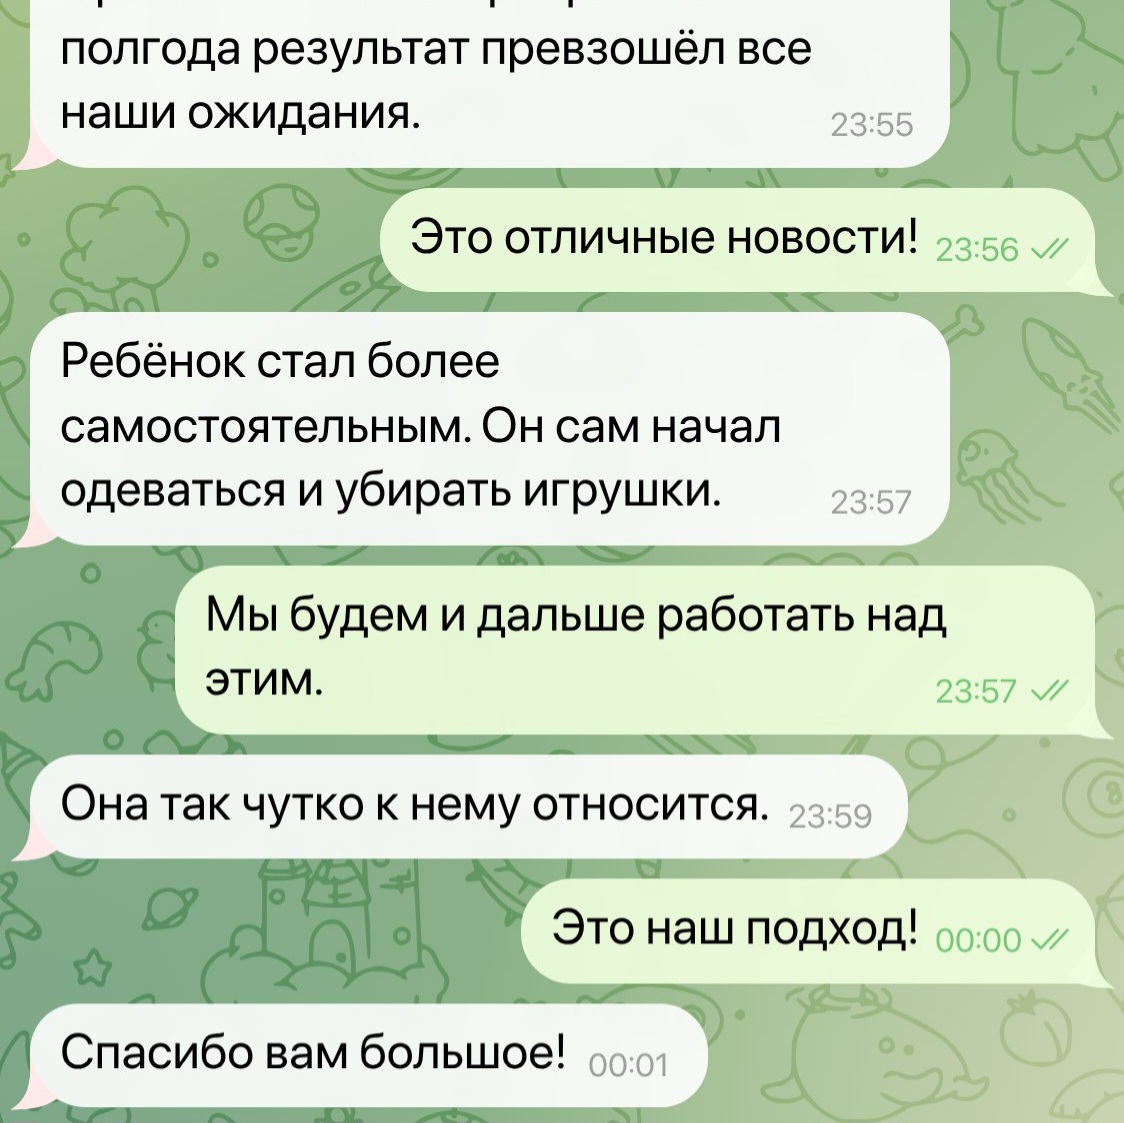 полгода результат превзошёл все
наши ожидания.
23:55
Это отличные новости! 23:56
Ребёнок стал более
самостоятельным. Он сам начал
одеваться и убирать игрушки.
23:57
Мы будем и дальше работать над
этим.
23:57
Она так чутко к нему относится. 23:59
Это наш подход! 00:00
Спасибо вам большое! 00:01